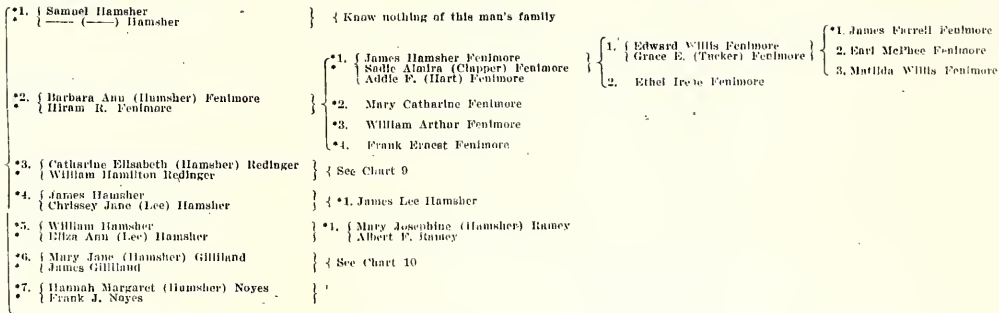 *1. { Samuel Hamsher
* { —— (——) Hamsher } { Know nothing of this man's family
*2. { Barbara Ann (Hamsher) Fenimore
* { Hiram R. Fenimore }
*1. { James Hamsher Fenimore
* { Sadie Almira (Clapper) Fenimore
{ Addie F. (Hart) Fenimore }
1. { Edward Willis Fenimore
{ Grace E. (Tucker) Fenimore }
*1. James Farrell Fenimore
2. Earl McPhee Fenimore
3. Matilda Willis Fenimore
2. Ethel Irene Fenimore
*2. Mary Catharine Fenimore
*3. William Arthur Fenimore
*4. Frank Ernest Fenimore
*3. { Catharine Elisabeth (Hamsher) Redinger
* { William Hamilton Redinger } { See Chart 9
*4. { James Hamsher
{ Chrissey Jane (Lee) Hamsher } { *1. James Lee Hamsher
*5. { William Hamsher
* { Eliza Ann (Lee) Hamsher }
*1. { Mary Josephine (Hamsher) Ramey
{ Albert F. Ramey
*6. { Mary Jane (Hamsher) Gilliland
* { James Gilliland } { See Chart 10
*7. { Hannah Margaret (Hamsher) Noyes
* { Frank J. Noyes }